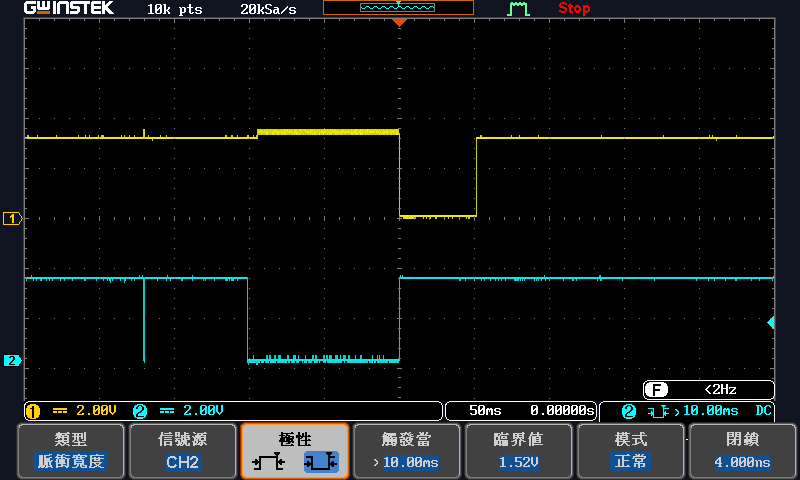 GWINSTEK 10k pts 20kSa/s Stop
1
2
F <2Hz
1 2.00V 2 2.00V 50ms 0.00000s 2 >10.00ms DC
類型 信號源 極性 觸發當 臨界值 模式 閉鎖
脈衝寬度 CH2 >10.00ms 1.52V 正常 4.000ns